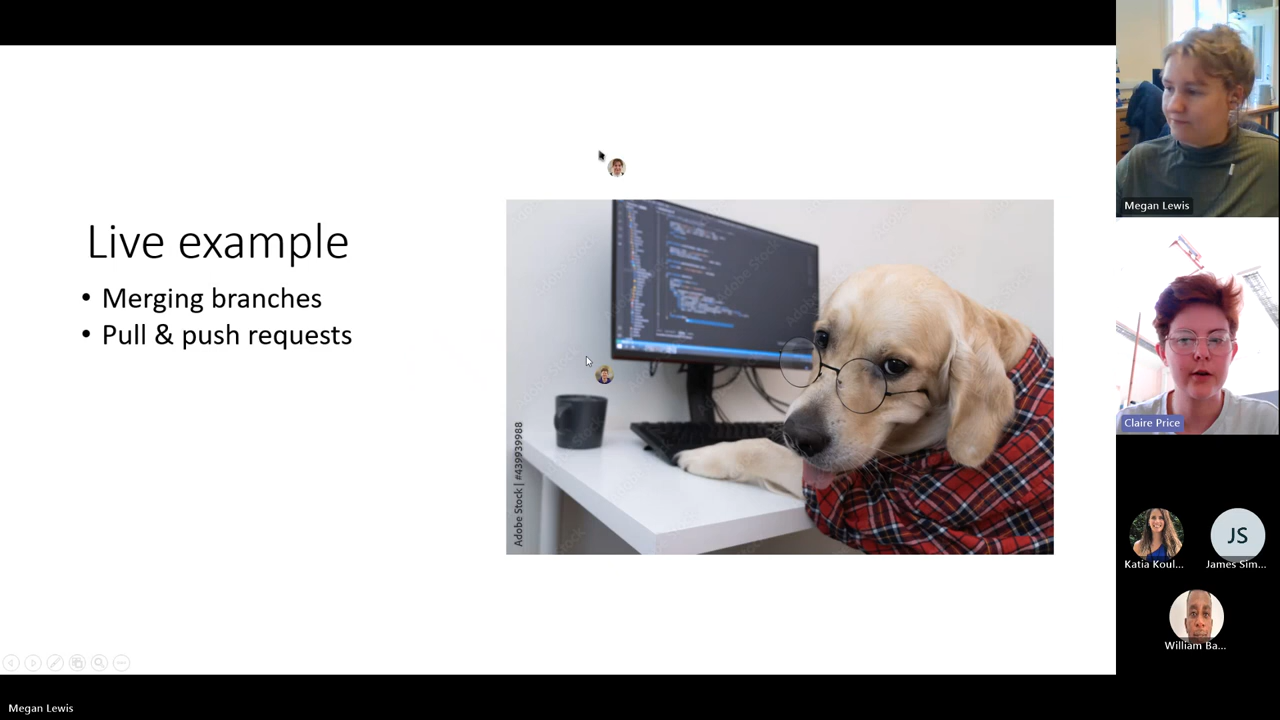 Live example
• Merging branches
• Pull & push requests
Adobe Stock | #439939988
Megan Lewis
Claire Price
JS
Katia Koul...
James Sim...
William Ba...
Megan Lewis